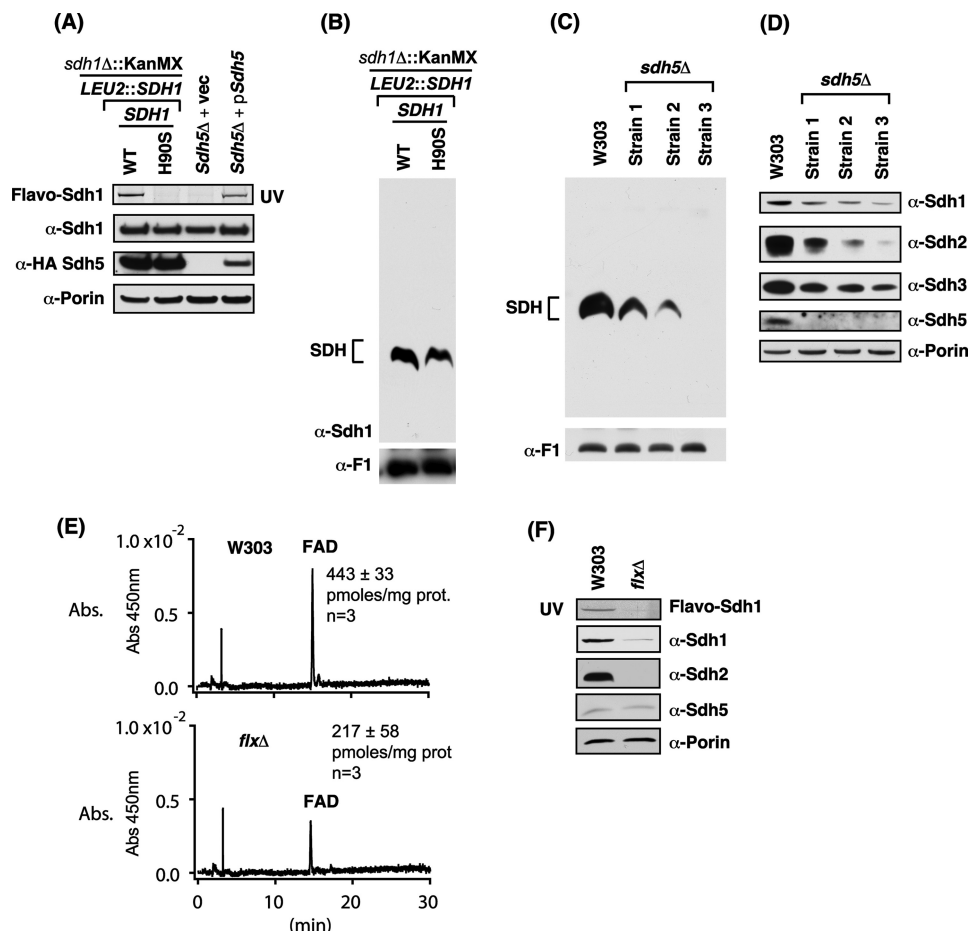 (A)
sdh1Δ::KanMX
LEU2::SDH1
SDH1
WT
H90S
Sdh5Δ + vec
Sdh5Δ + pSdh5
Flavo-Sdh1
UV
α-Sdh1
α-HA Sdh5
α-Porin
(B)
sdh1Δ::KanMX
LEU2::SDH1
SDH1
WT
H90S
SDH
α-Sdh1
α-F1
(C)
sdh5Δ
W303
Strain 1
Strain 2
Strain 3
SDH
α-F1
(D)
sdh5Δ
W303
Strain 1
Strain 2
Strain 3
α-Sdh1
α-Sdh2
α-Sdh3
α-Sdh5
α-Porin
(E)
1.0 x10⁻²
W303
FAD
443 ± 33
pmoles/mg prot.
n=3
Abs.
Abs 450nm
0.5
0.0
1.0 x10⁻²
flxΔ
217 ± 58
pmoles/mg prot
n=3
FAD
Abs.
Abs 450nm
0.5
0.0
0 10 20 30
(min)
(F)
W303
flxΔ
UV
Flavo-Sdh1
α-Sdh1
α-Sdh2
α-Sdh5
α-Porin